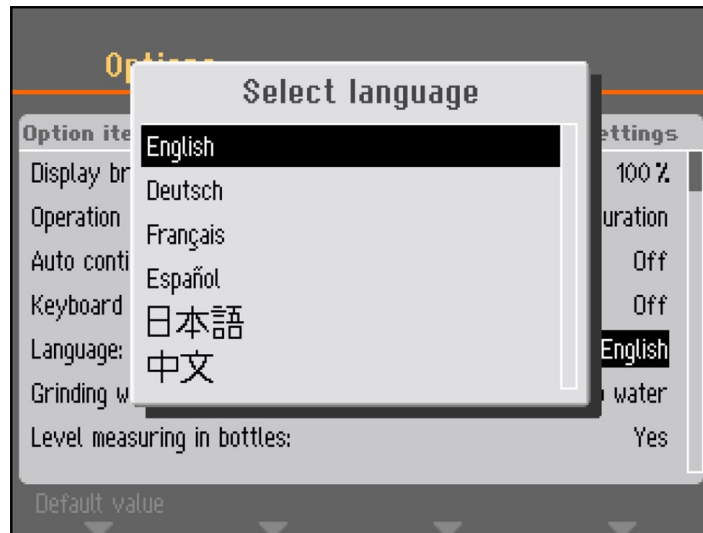 Select language
English
Deutsch
Français
Español
日本語
中文
Option ite
ettings
Display br
100 %
Operation
uration
Auto conti
Off
Keyboard
Off
Language:
English
Grinding w
water
Level measuring in bottles:
Yes
Default value